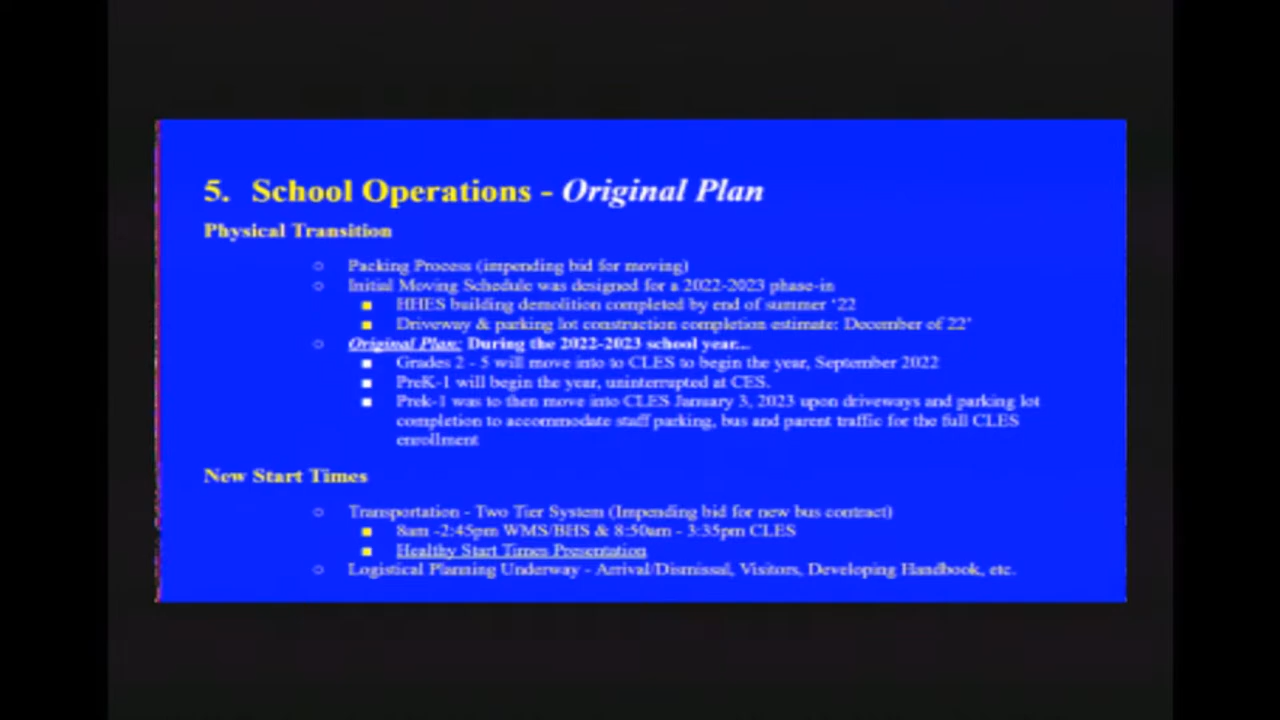 5. School Operations - Original Plan
Physical Transition
○ Packing Process (impending bid for moving)
○ Initial Moving Schedule was designed for a 2022-2023 phase-in
■ HHES building demolition completed by end of summer ‘22
■ Driveway & parking lot construction completion estimate: December of 22’
○ Original Plan: During the 2022-2023 school year...
■ Grades 2 - 5 will move into to CLES to begin the year, September 2022
■ PreK-1 will begin the year, uninterrupted at CES.
■ Prek-1 was to then move into CLES January 3, 2023 upon driveways and parking lot
completion to accommodate staff parking, bus and parent traffic for the full CLES
enrollment
New Start Times
○ Transportation - Two Tier System (Impending bid for new bus contract)
■ 8am -2:45pm WMS/BHS & 8:50am - 3:35pm CLES
■ Healthy Start Times Presentation
○ Logistical Planning Underway - Arrival/Dismissal, Visitors, Developing Handbook, etc.